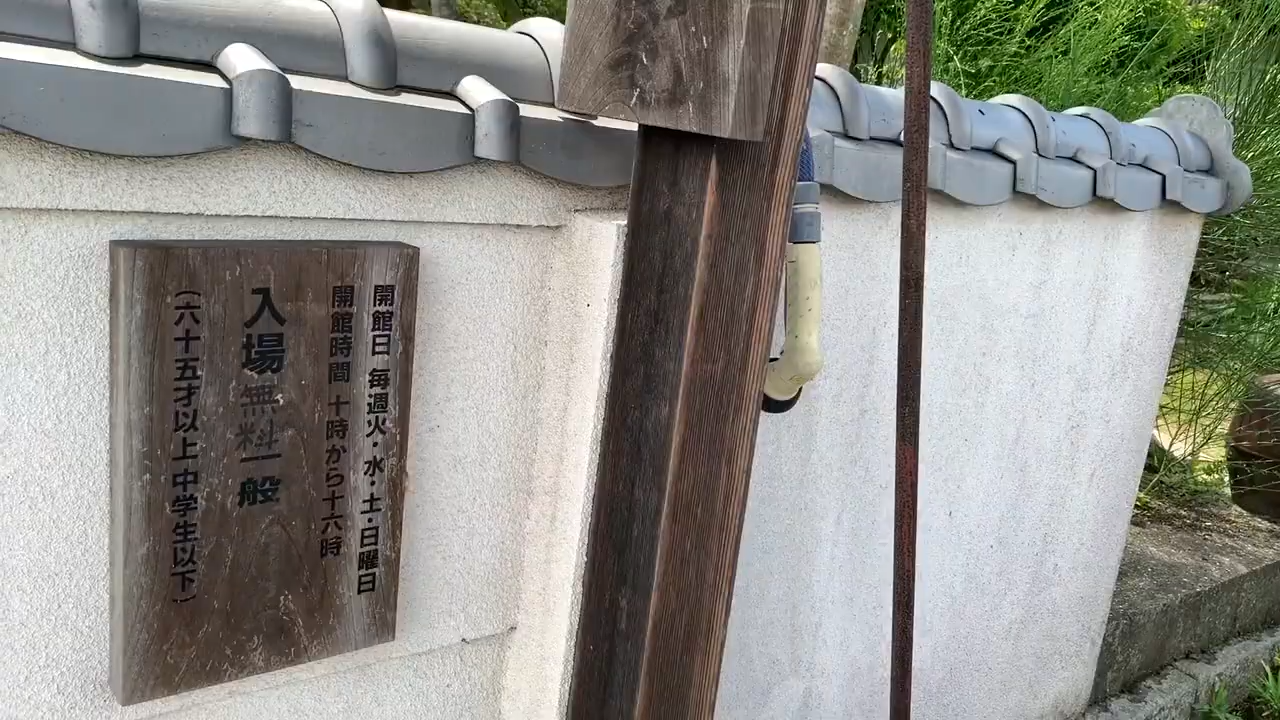 開館日 毎週火・水・土・日曜日
開館時間 十時から十六時
入場無料一般
(六十五才以上 中学生以下)